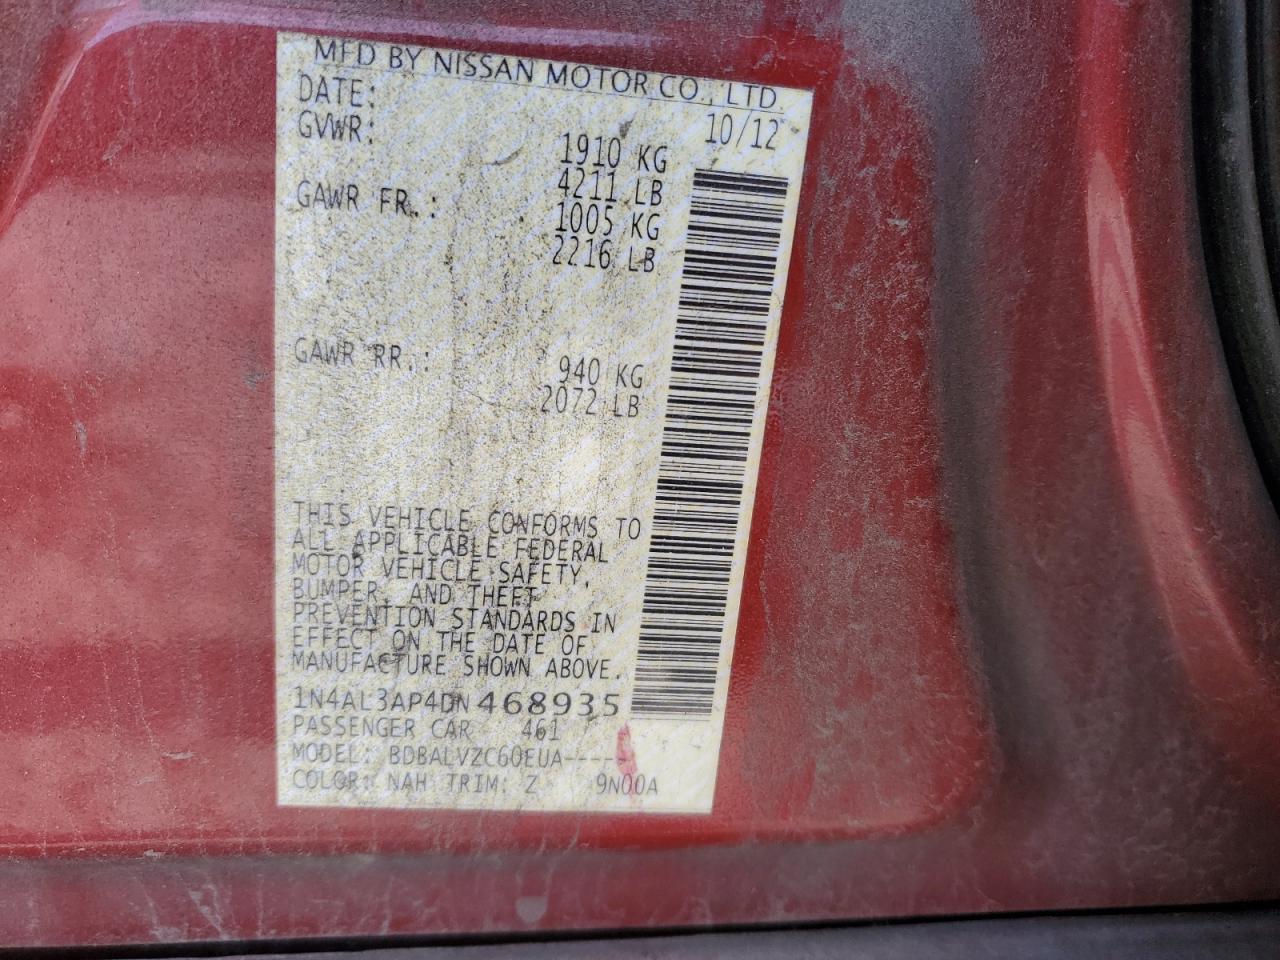 MFD BY NISSAN MOTOR CO., LTD.
DATE: 10/12
GVWR: 1910 KG
4211 LB
GAWR FR.: 1005 KG
2216 LB
GAWR RR.: 940 KG
2072 LB
THIS VEHICLE CONFORMS TO
ALL APPLICABLE FEDERAL
MOTOR VEHICLE SAFETY,
BUMPER, AND THEFT
PREVENTION STANDARDS IN
EFFECT ON THE DATE OF
MANUFACTURE SHOWN ABOVE.
1N4AL3AP4DN468935
PASSENGER CAR 461
MODEL: BDBALVZC60EUA-----
COLOR: NAH TRIM: Z 9N00A